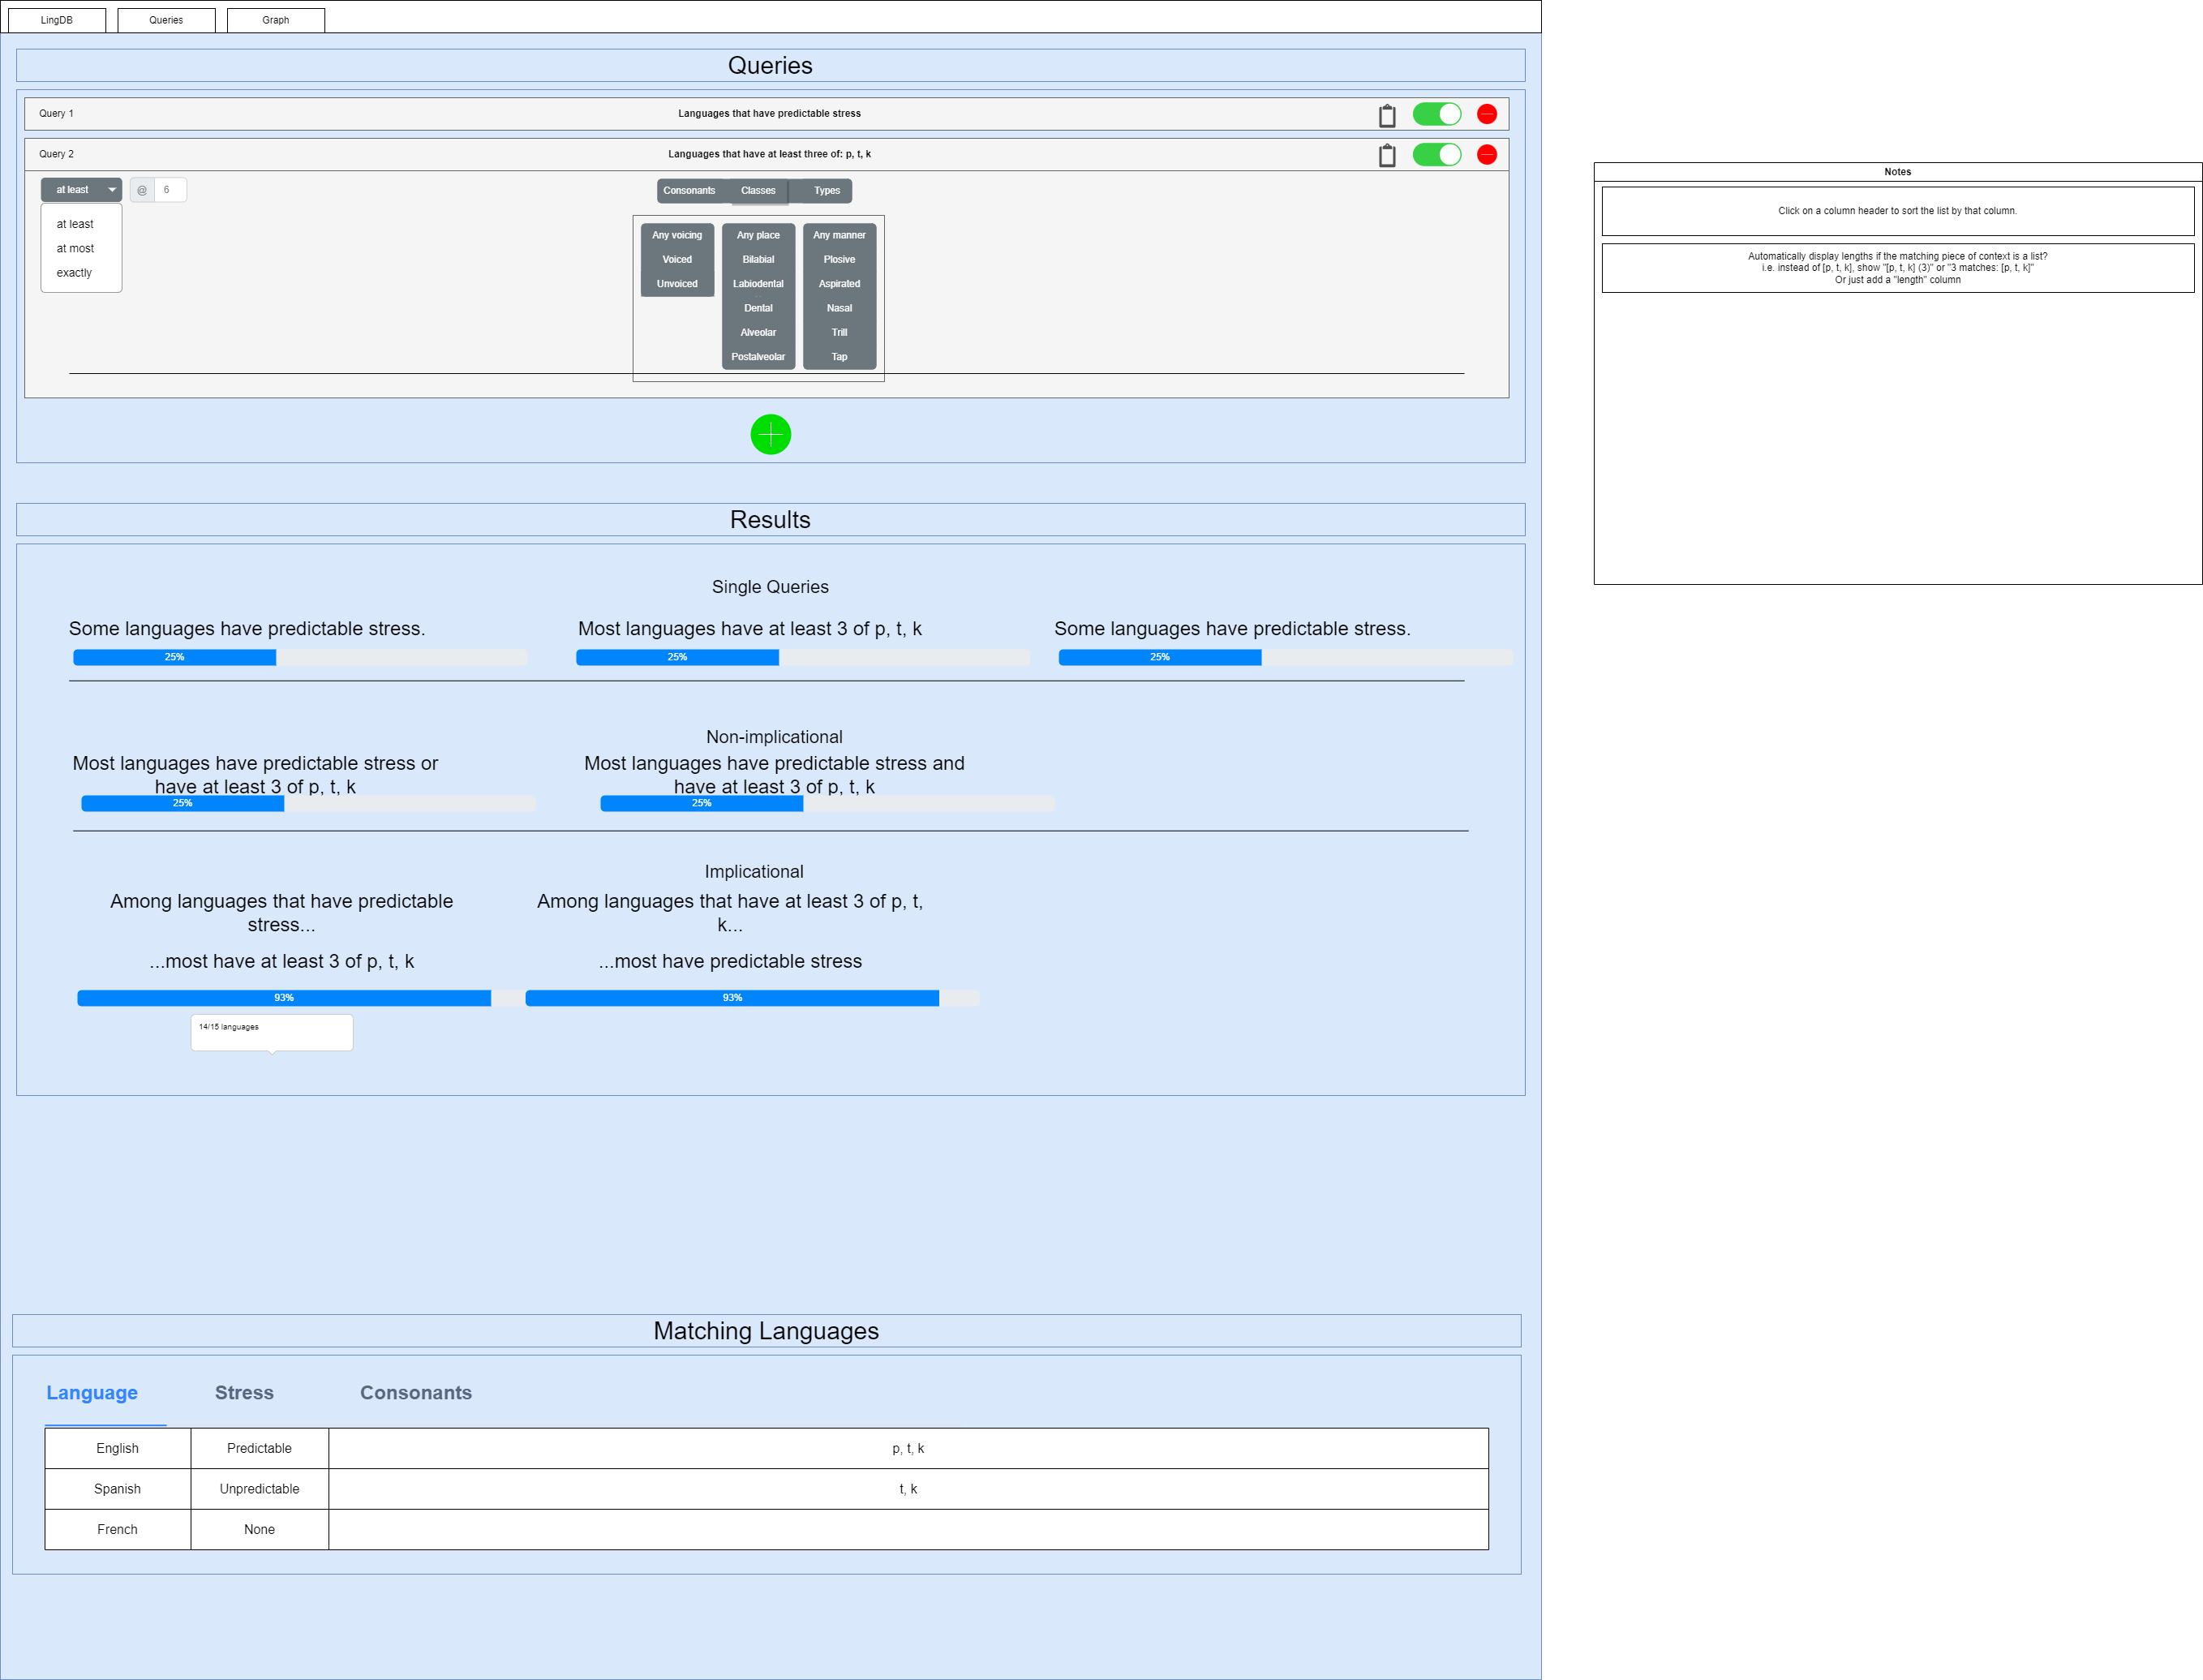 LingDB
Queries
Graph
Queries
Query 1
Languages that have predictable stress
Query 2
Languages that have at least three of: p, t, k
at least
@
6
at least
at most
exactly
Consonants
Classes
Types
Any voicing
Voiced
Unvoiced
Any place
Bilabial
Labiodental
Dental
Alveolar
Postalveolar
Any manner
Plosive
Aspirated
Nasal
Trill
Tap
Results
Single Queries
Some languages have predictable stress.
25%
Most languages have at least 3 of p, t, k
25%
Some languages have predictable stress.
25%
Non-implicational
Most languages have predictable stress or
have at least 3 of p, t, k
25%
Most languages have predictable stress and
have at least 3 of p, t, k
25%
Implicational
Among languages that have predictable
stress...
...most have at least 3 of p, t, k
93%
14/15 languages
Among languages that have at least 3 of p, t,
k...
...most have predictable stress
93%
Matching Languages
Language
Stress
Consonants
English
Predictable
p, t, k
Spanish
Unpredictable
t, k
French
None
Notes
Click on a column header to sort the list by that column.
Automatically display lengths if the matching piece of context is a list?
i.e. instead of [p, t, k], show "[p, t, k] (3)" or "3 matches: [p, t, k]"
Or just add a "length" column